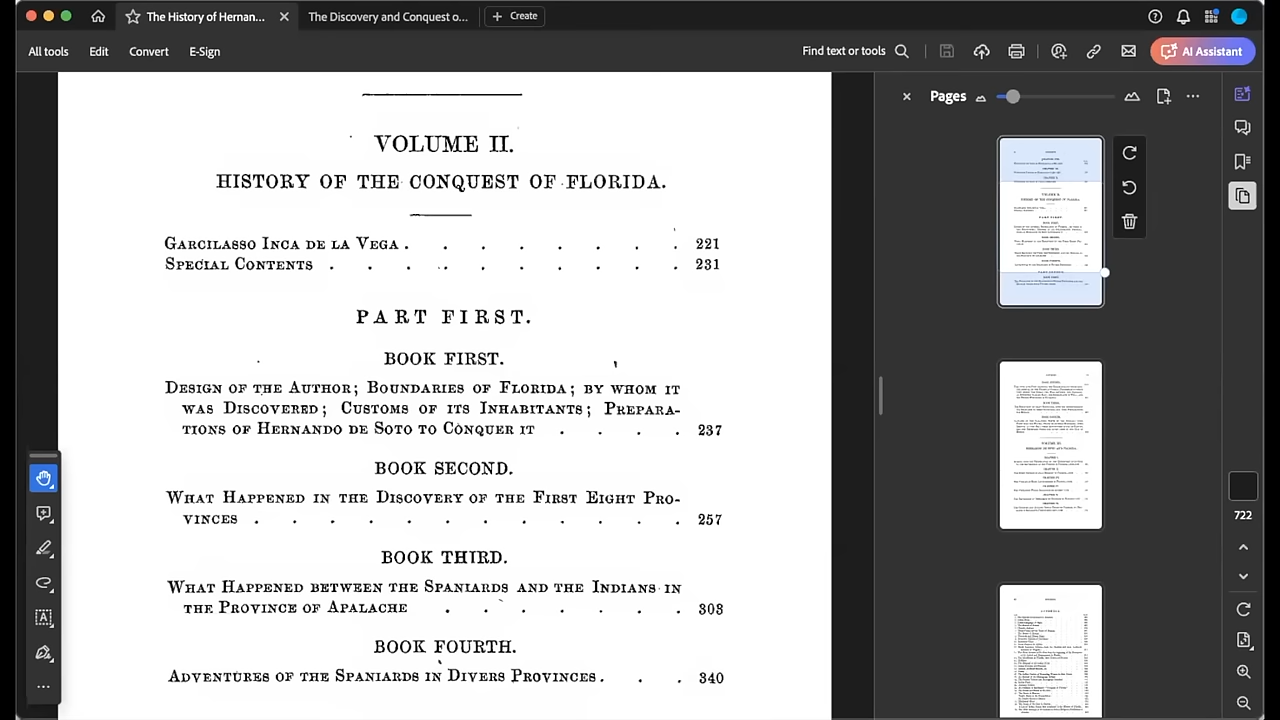 The History of Hernan...
The Discovery and Conquest o...
Create
All tools
Edit
Convert
E-Sign
Find text or tools
AI Assistant
VOLUME II.
HISTORY OF THE CONQUEST OF FLORIDA.
GARCILASSO INCA DE LA VEGA . . . . . . . . 221
SPECIAL CONTENTS . . . . . . . . 231
PART FIRST.
BOOK FIRST.
DESIGN OF THE AUTHOR; BOUNDARIES OF FLORIDA; BY WHOM IT
WAS DISCOVERED; CUSTOMS OF ITS INHABITANTS; PREPARA-
TIONS OF HERNANDO DE SOTO TO CONQUER IT . . . 237
BOOK SECOND.
WHAT HAPPENED IN THE DISCOVERY OF THE FIRST EIGHT PRO-
VINCES . . . . . . . . . . . . 257
BOOK THIRD.
WHAT HAPPENED BETWEEN THE SPANIARDS AND THE INDIANS IN
THE PROVINCE OF APALACHE . . . . . . . 303
BOOK FOURTH.
ADVENTURES OF THE SPANIARDS IN DIVERS PROVINCES . . 340
Pages
722